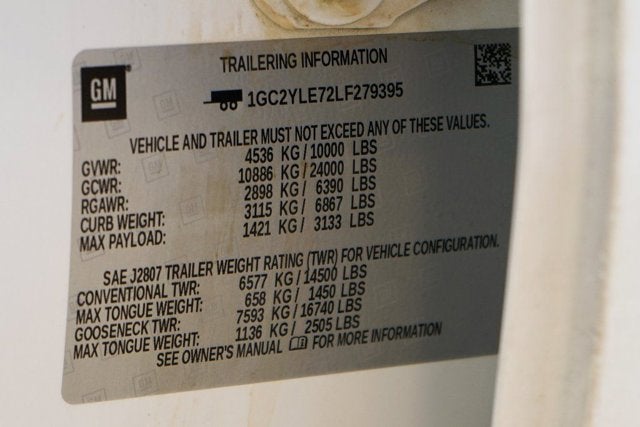 TRAILERING INFORMATION
GM
1GC2YLE72LF279395
VEHICLE AND TRAILER MUST NOT EXCEED ANY OF THESE VALUES.
GVWR: 4536 KG / 10000 LBS
GCWR: 10886 KG / 24000 LBS
RGAWR: 2898 KG / 6390 LBS
CURB WEIGHT: 3115 KG / 6867 LBS
MAX PAYLOAD: 1421 KG / 3133 LBS
SAE J2807 TRAILER WEIGHT RATING (TWR) FOR VEHICLE CONFIGURATION.
CONVENTIONAL TWR: 6577 KG / 14500 LBS
MAX TONGUE WEIGHT: 658 KG / 1450 LBS
GOOSENECK TWR: 7593 KG / 16740 LBS
MAX TONGUE WEIGHT: 1136 KG / 2505 LBS
SEE OWNER'S MANUAL FOR MORE INFORMATION
GM